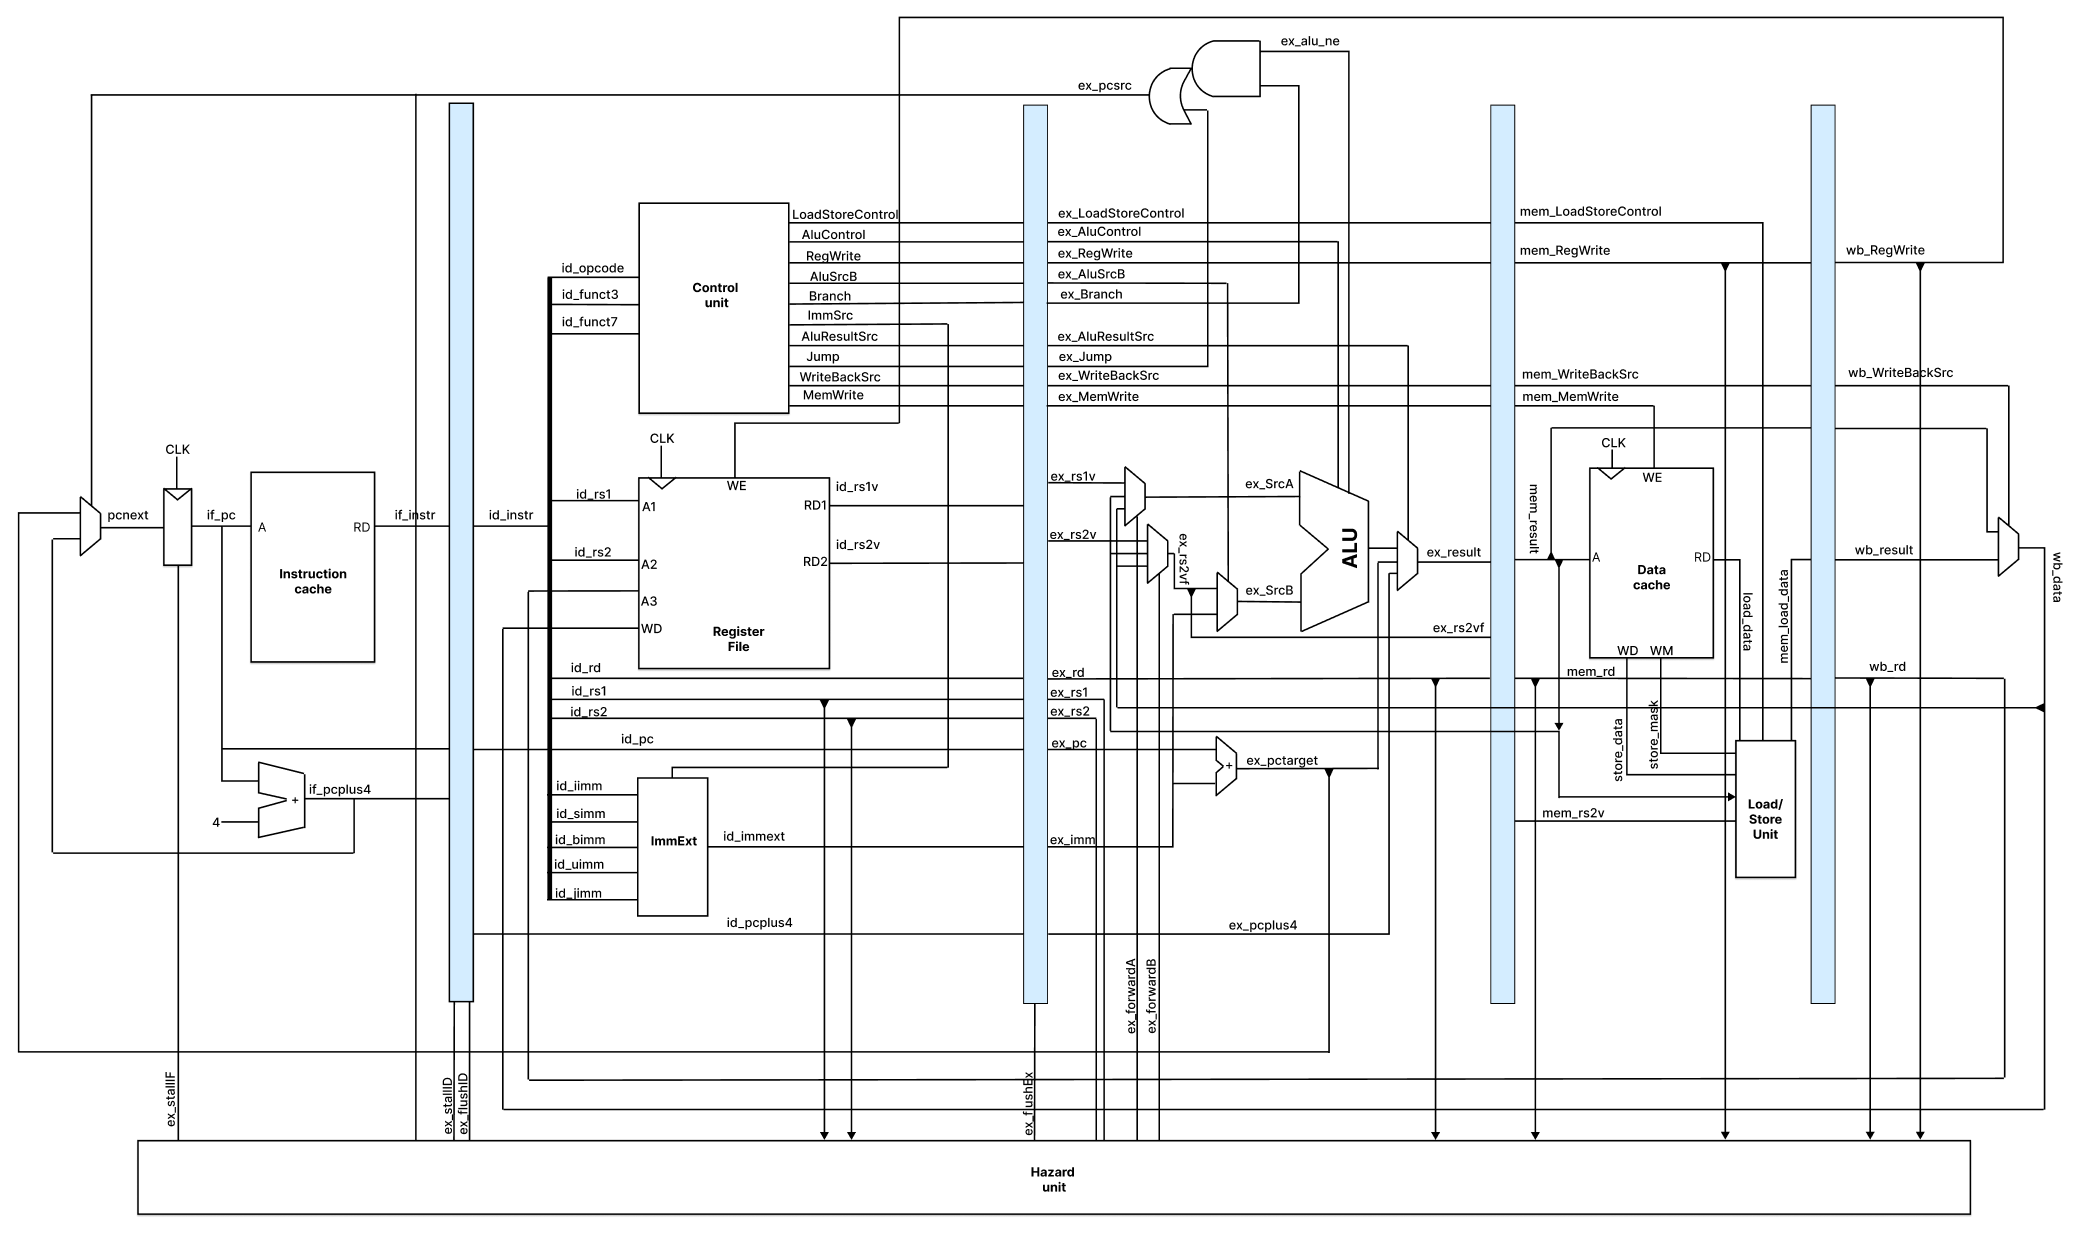 ex_alu_ne
ex_pcsrc
LoadStoreControl
AluControl
RegWrite
AluSrcB
Branch
ImmSrc
AluResultSrc
Jump
WriteBackSrc
MemWrite
ex_LoadStoreControl
ex_AluControl
ex_RegWrite
ex_AluSrcB
ex_Branch
ex_AluResultSrc
ex_Jump
ex_WriteBackSrc
ex_MemWrite
mem_LoadStoreControl
mem_RegWrite
mem_WriteBackSrc
mem_MemWrite
wb_RegWrite
wb_WriteBackSrc
id_opcode
id_funct3
id_funct7
Control
unit
CLK
pcnext
if_pc
A
RD
Instruction
cache
if_instr
id_instr
CLK
WE
id_rs1
A1
id_rs2
A2
A3
WD
RD1
RD2
Register
File
id_rs1v
id_rs2v
ex_rs1v
ex_rs2v
ex_rs2vf
ex_SrcA
ex_SrcB
ALU
ex_result
ex_rs2vf
mem_result
CLK
WE
A
RD
Data
cache
WD
WM
load_data
mem_load_data
wb_result
wb_data
id_rd
id_rs1
id_rs2
id_pc
ex_rd
ex_rs1
ex_rs2
ex_pc
+
ex_pctarget
mem_rd
wb_rd
store_data
store_mask
Load/
Store
Unit
mem_rs2v
+
4
if_pcplus4
id_iimm
id_simm
id_bimm
id_uimm
id_jimm
ImmExt
id_immext
ex_imm
id_pcplus4
ex_pcplus4
ex_forwardA
ex_forwardB
ex_stallIF
ex_stallID
ex_flushID
ex_flushEx
Hazard
unit